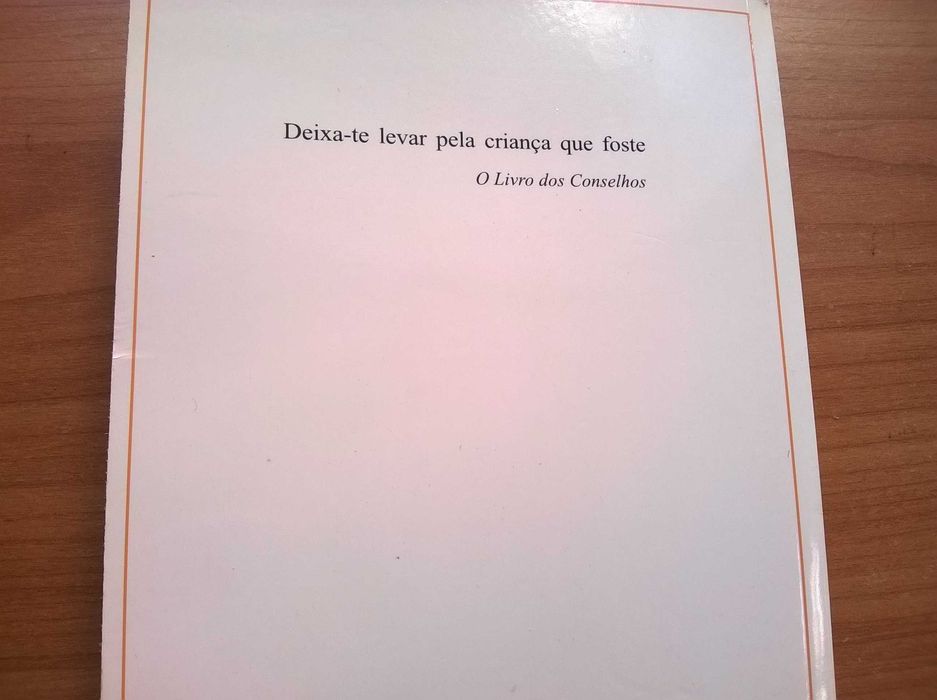 Deixa-te levar pela criança que foste
O Livro dos Conselhos